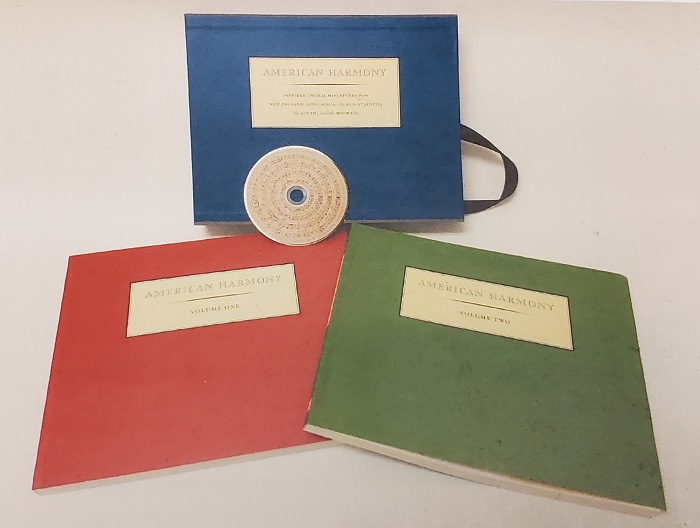 AMERICAN HARMONY
INSPIRED CHORAL MINIATURES from
NEW ENGLAND, APPALACHIA, the MID-ATLANTIC,
the SOUTH, and the MIDWEST
AMERICAN HARMONY
VOLUME ONE
AMERICAN HARMONY
VOLUME TWO